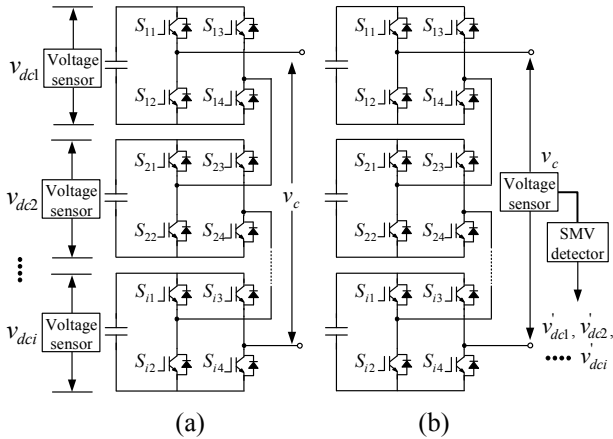 v_dc1
Voltage sensor
S_11
S_13
S_12
S_14
v_dc2
Voltage sensor
S_21
S_23
S_22
S_24
v_c
v_dci
Voltage sensor
S_i1
S_i3
S_i2
S_i4
(a)
S_11
S_13
S_12
S_14
S_21
S_23
S_22
S_24
S_i1
S_i3
S_i2
S_i4
v_c
Voltage sensor
SMV detector
v'_dc1, v'_dc2,
•••• v'_dci
(b)